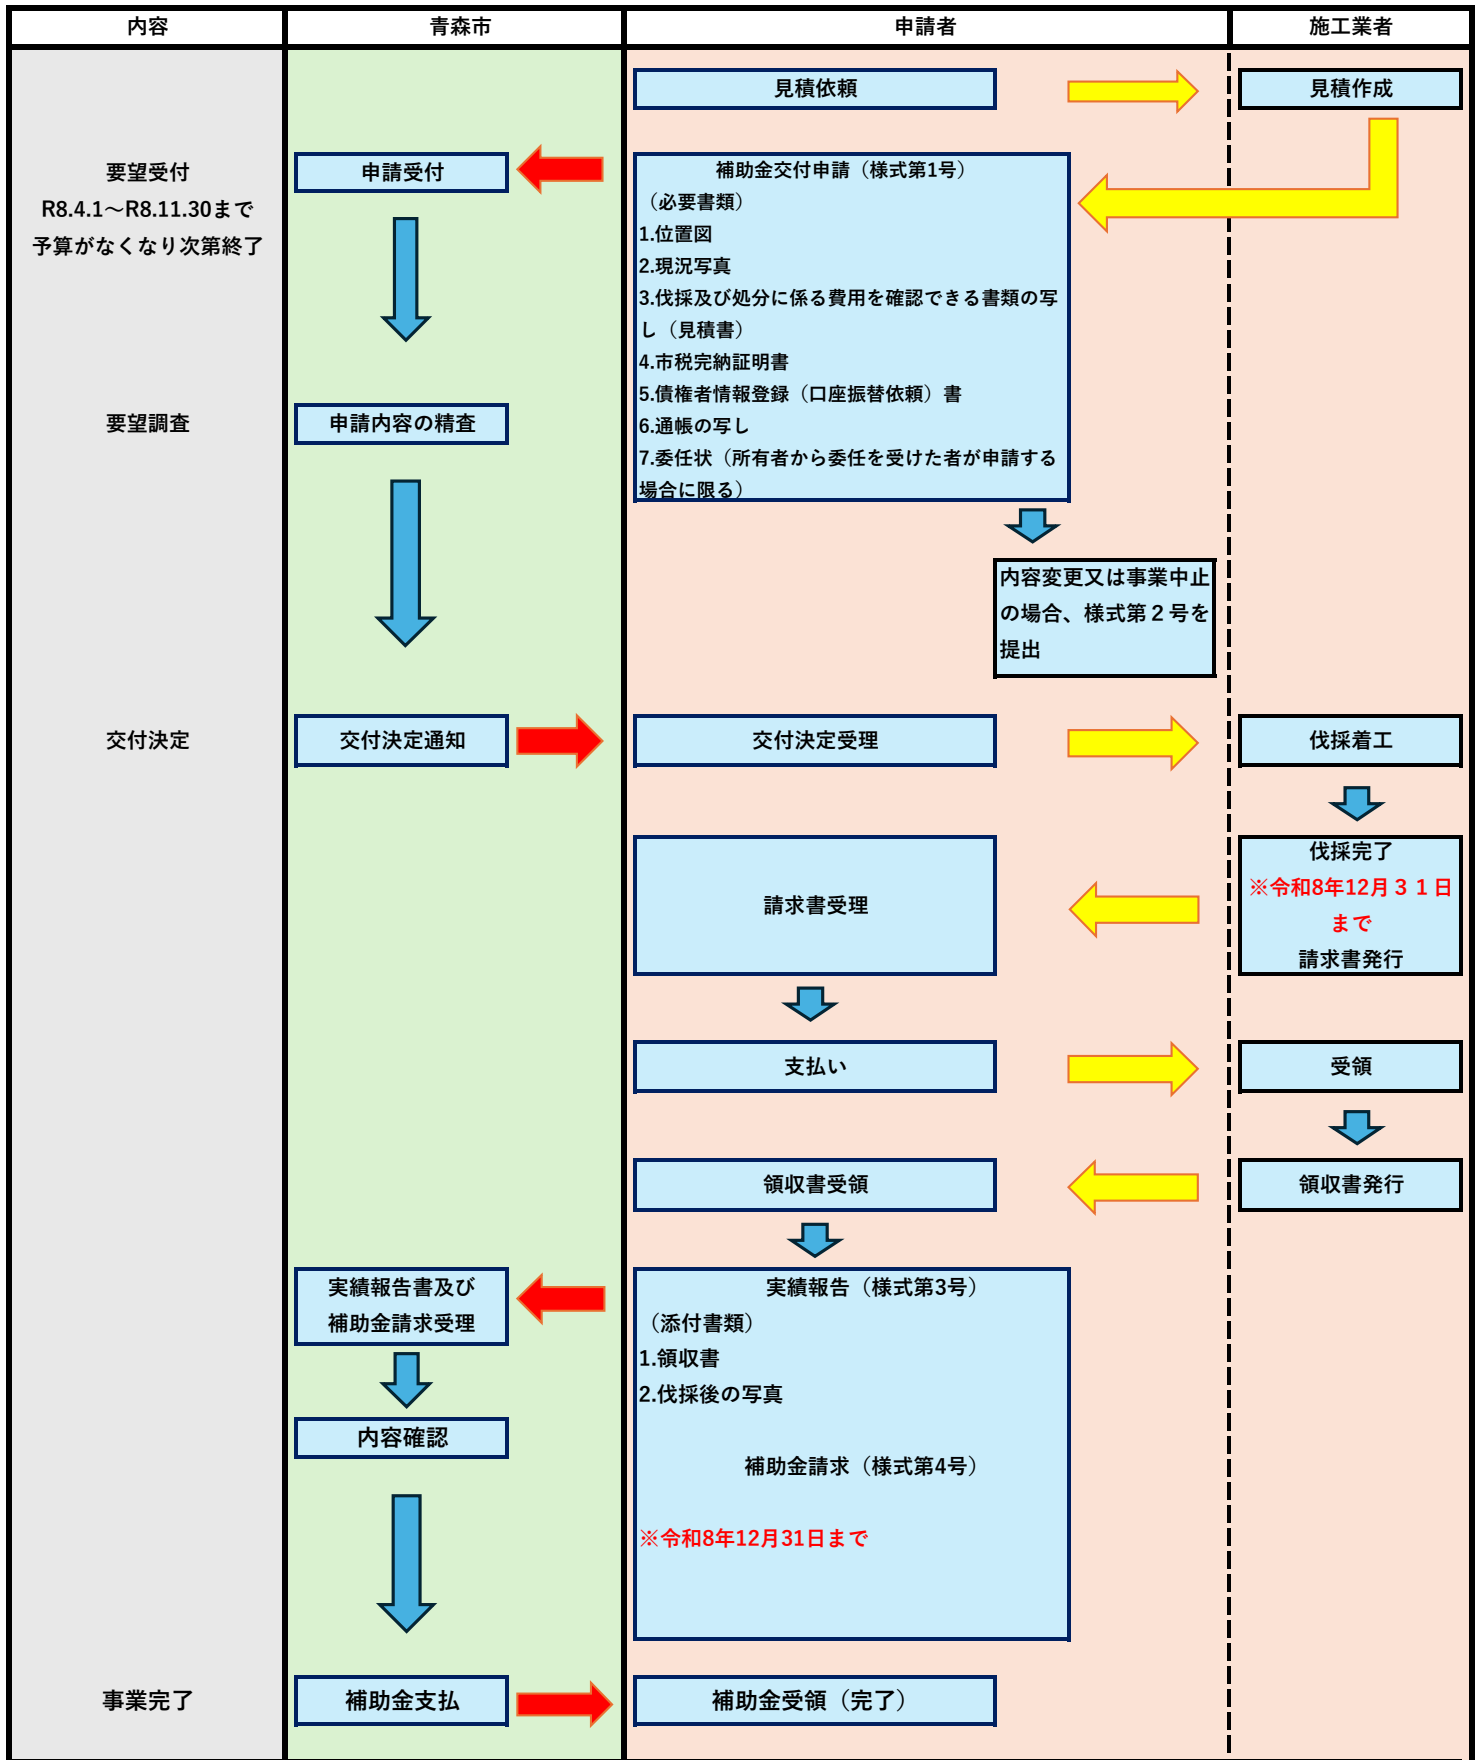 内容
青森市
申請者
施工業者
見積依頼
見積作成
要望受付
R8.4.1～R8.11.30まで
予算がなくなり次第終了
申請受付
補助金交付申請（様式第1号）
（必要書類）
1.位置図
2.現況写真
3.伐採及び処分に係る費用を確認できる書類の写
し（見積書）
4.市税完納証明書
5.債権者情報登録（口座振替依頼）書
6.通帳の写し
7.委任状（所有者から委任を受けた者が申請する
場合に限る）
要望調査
申請内容の精査
内容変更又は事業中止
の場合、様式第２号を
提出
交付決定
交付決定通知
交付決定受理
伐採着工
請求書受理
伐採完了
※令和8年12月３１日
まで
請求書発行
支払い
受領
領収書受領
領収書発行
実績報告書及び
補助金請求受理
実績報告（様式第3号）
（添付書類）
1.領収書
2.伐採後の写真
内容確認
補助金請求（様式第4号）
※令和8年12月31日まで
事業完了
補助金支払
補助金受領（完了）